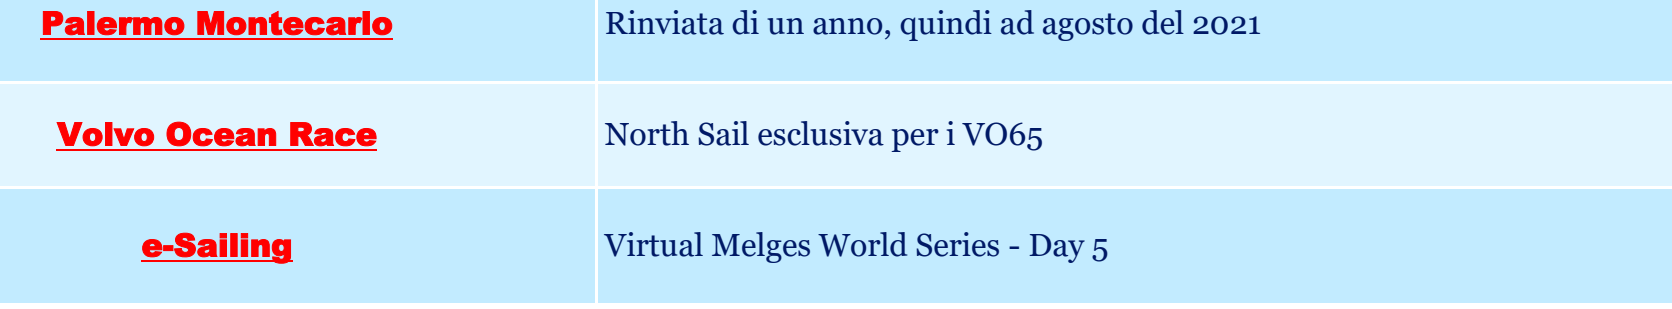 Palermo Montecarlo
Rinviata di un anno, quindi ad agosto del 2021
Volvo Ocean Race
North Sail esclusiva per i VO65
e-Sailing
Virtual Melges World Series - Day 5